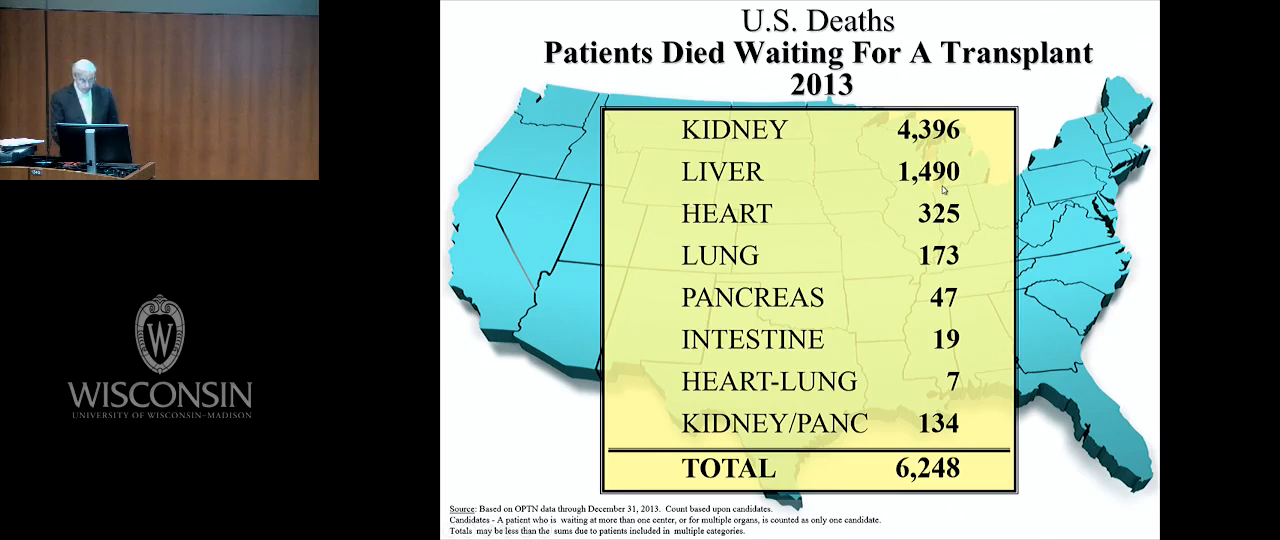 U.S. Deaths
Patients Died Waiting For A Transplant
2013
KIDNEY 4,396
LIVER 1,490
HEART 325
LUNG 173
PANCREAS 47
INTESTINE 19
HEART-LUNG 7
KIDNEY/PANC 134
TOTAL 6,248
Source: Based on OPTN data through December 31, 2013. Count based upon candidates.
Candidates - A patient who is waiting at more than one center, or for multiple organs, is counted as only one candidate.
Totals may be less than the sums due to patients included in multiple categories.
W
WISCONSIN
UNIVERSITY OF WISCONSIN–MADISON